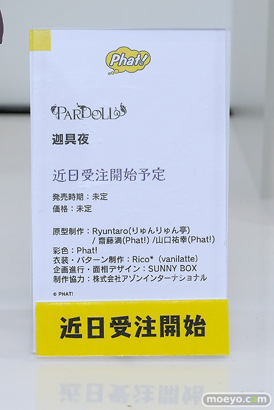 Phat!
PARDOLL
迦具夜
近日受注開始予定
発売時期：未定
価格：未定
原型制作：Ryuntaro(りゅんりゅん亭)
/ 齋藤満(Phat!) /山口祐幸(Phat!)
彩色：Phat!
衣装・パターン制作：Rico*（vanilatte)
企画進行・面相デザイン：SUNNY BOX
制作協力：株式会社アゾンインターナショナル
© PHAT!
近日受注開始
moeyo.com